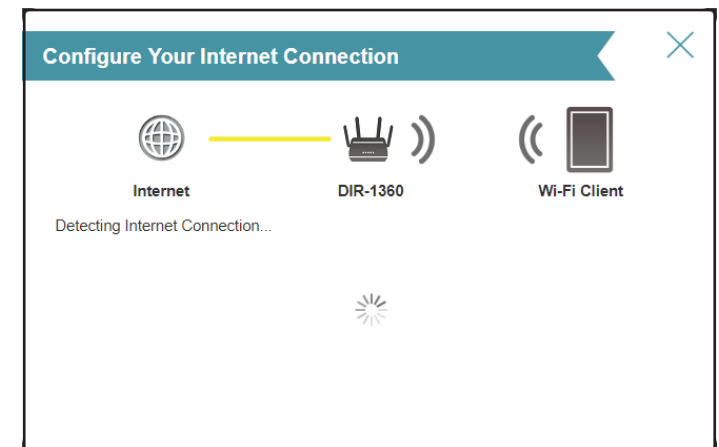 Configure Your Internet Connection
Internet
DIR-1360
Wi-Fi Client
Detecting Internet Connection...